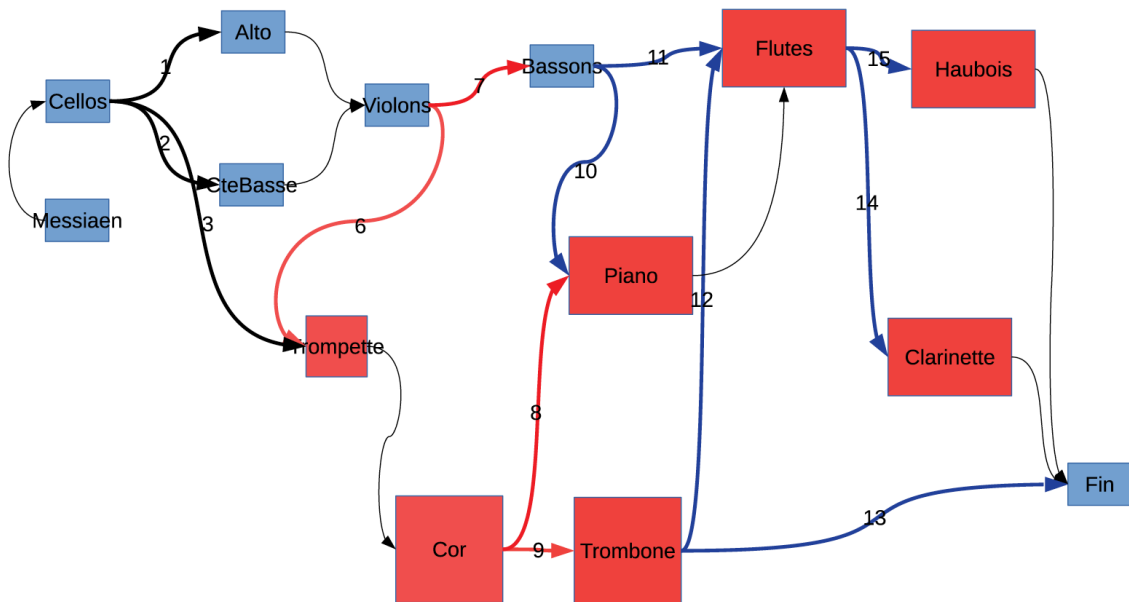 Alto
Flutes
11
15
Haubois
1
7
Bassons
Cellos
Violons
2
10
CteBasse
14
Messiaen
3
6
Piano
12
Trompette
Clarinette
8
Fin
13
Cor
9
Trombone